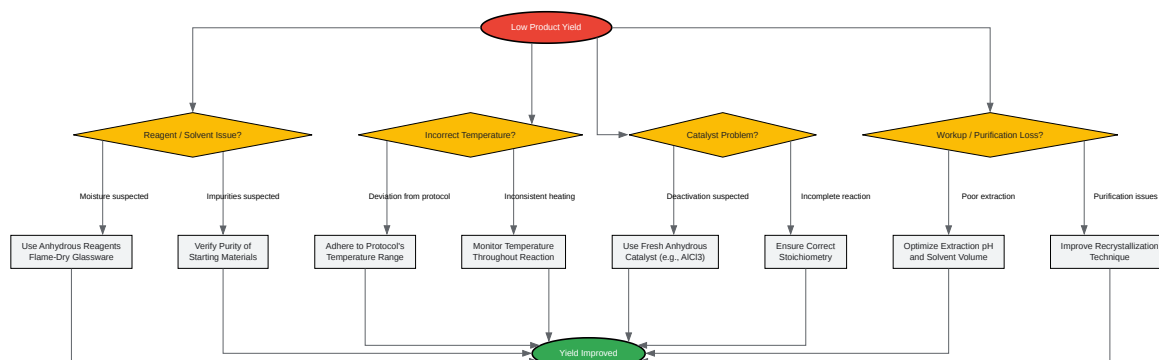 Low Product Yield
Reagent / Solvent Issue?
Incorrect Temperature?
Catalyst Problem?
Workup / Purification Loss?
Moisture suspected
Impurities suspected
Deviation from protocol
Inconsistent heating
Deactivation suspected
Incomplete reaction
Poor extraction
Purification issues
Use Anhydrous Reagents
Flame-Dry Glassware
Verify Purity of
Starting Materials
Adhere to Protocol's
Temperature Range
Monitor Temperature
Throughout Reaction
Use Fresh Anhydrous
Catalyst (e.g., AlCl3)
Ensure Correct
Stoichiometry
Optimize Extraction pH
and Solvent Volume
Improve Recrystallization
Technique
Yield Improved